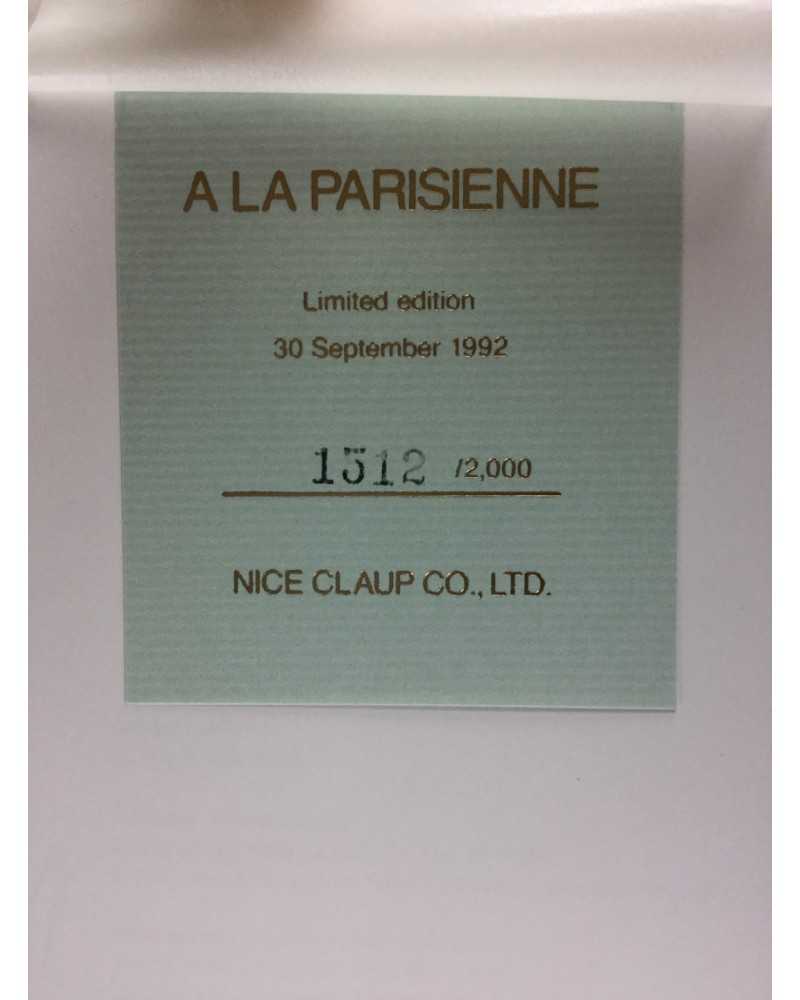 A LA PARISIENNE
Limited edition
30 September 1992
1512 /2,000
NICE CLAUP CO., LTD.